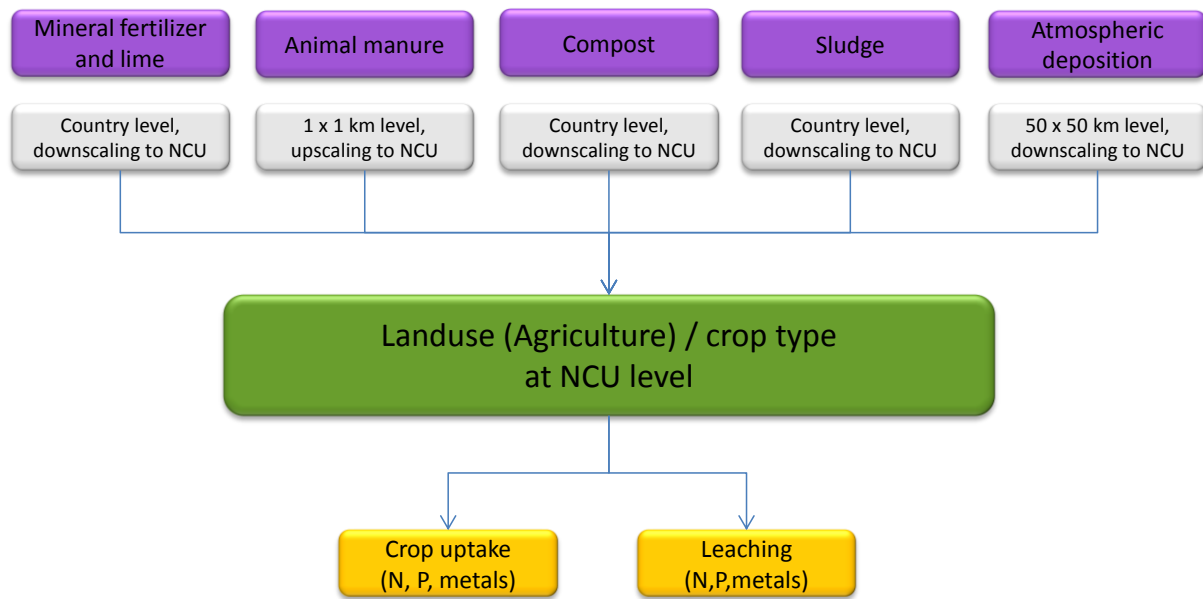 Mineral fertilizer
and lime
Animal manure
Compost
Sludge
Atmospheric
deposition
Country level,
downscaling to NCU
1 x 1 km level,
upscaling to NCU
Country level,
downscaling to NCU
Country level,
downscaling to NCU
50 x 50 km level,
downscaling to NCU
Landuse (Agriculture) / crop type
at NCU level
Crop uptake
(N, P, metals)
Leaching
(N,P,metals)